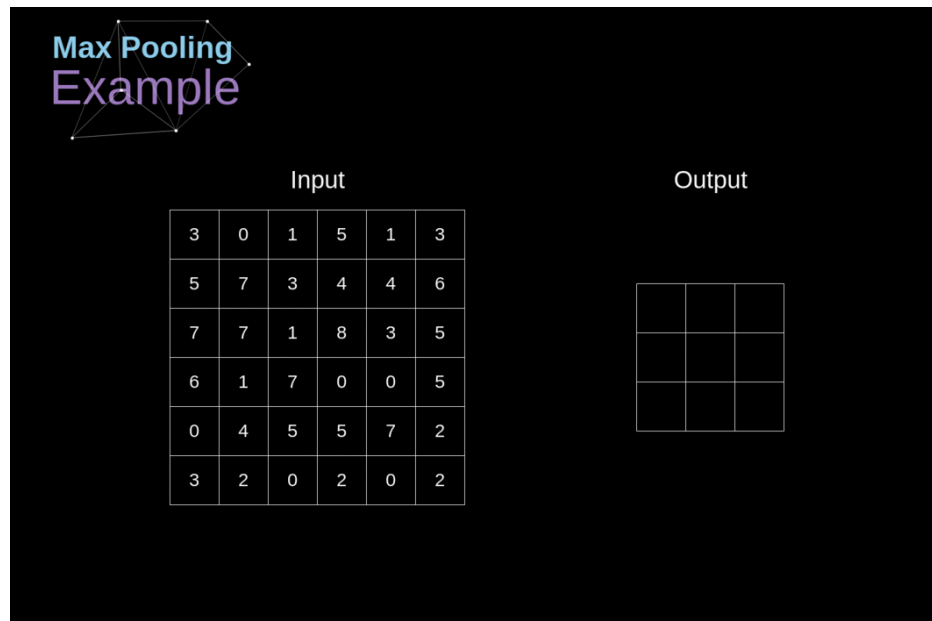 Max Pooling
Example
Input
Output
3 0 1 5 1 3
5 7 3 4 4 6
7 7 1 8 3 5
6 1 7 0 0 5
0 4 5 5 7 2
3 2 0 2 0 2